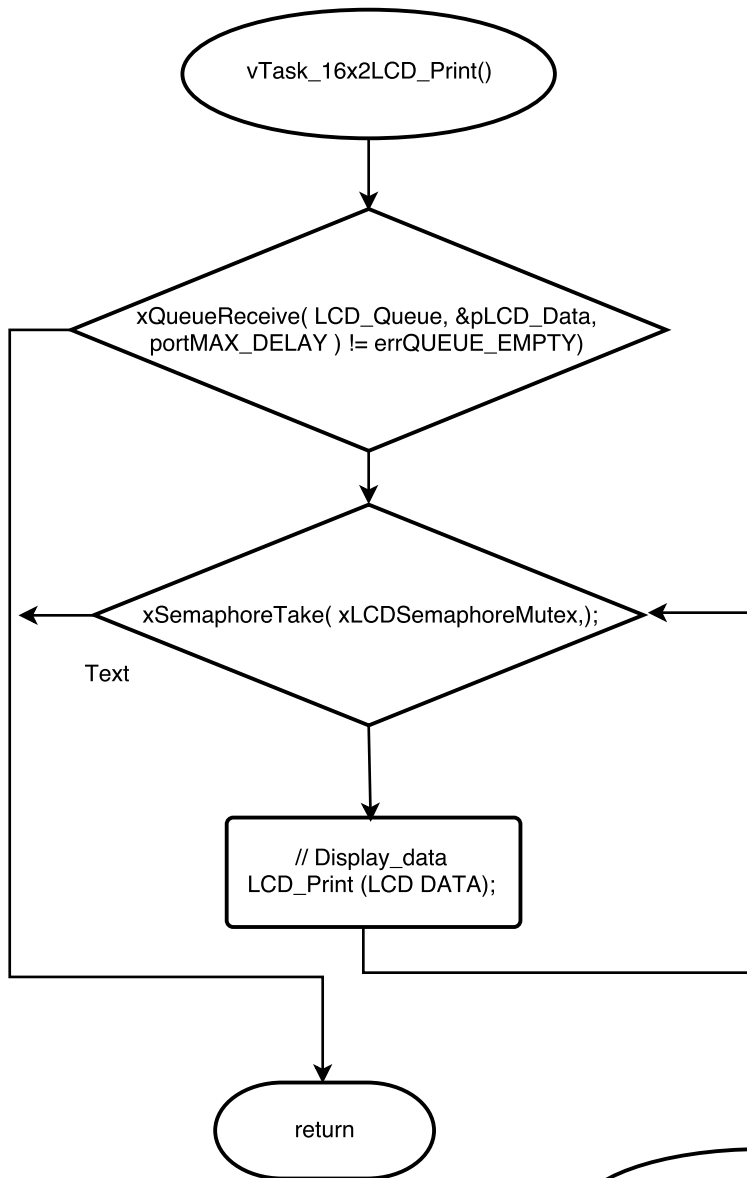 vTask_16x2LCD_Print()
xQueueReceive( LCD_Queue, &pLCD_Data,
portMAX_DELAY ) != errQUEUE_EMPTY)
xSemaphoreTake( xLCDSemaphoreMutex,);
Text
// Display_data
LCD_Print (LCD DATA);
return